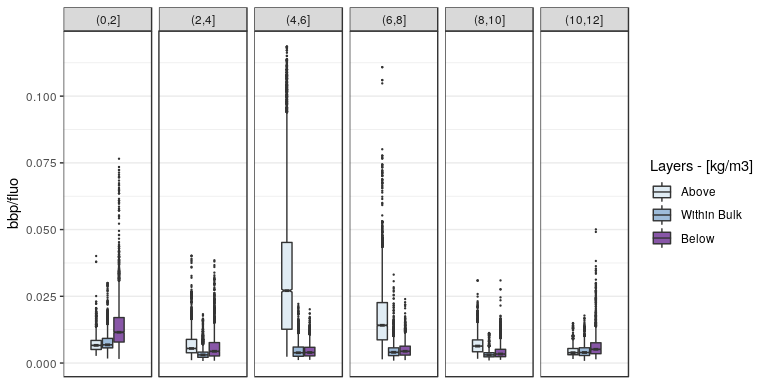 (0,2]
(2,4]
(4,6]
(6,8]
(8,10]
(10,12]
0.100
0.075
0.050
0.025
0.000
bbp/fluo
Layers - [kg/m3]
Above
Within Bulk
Below